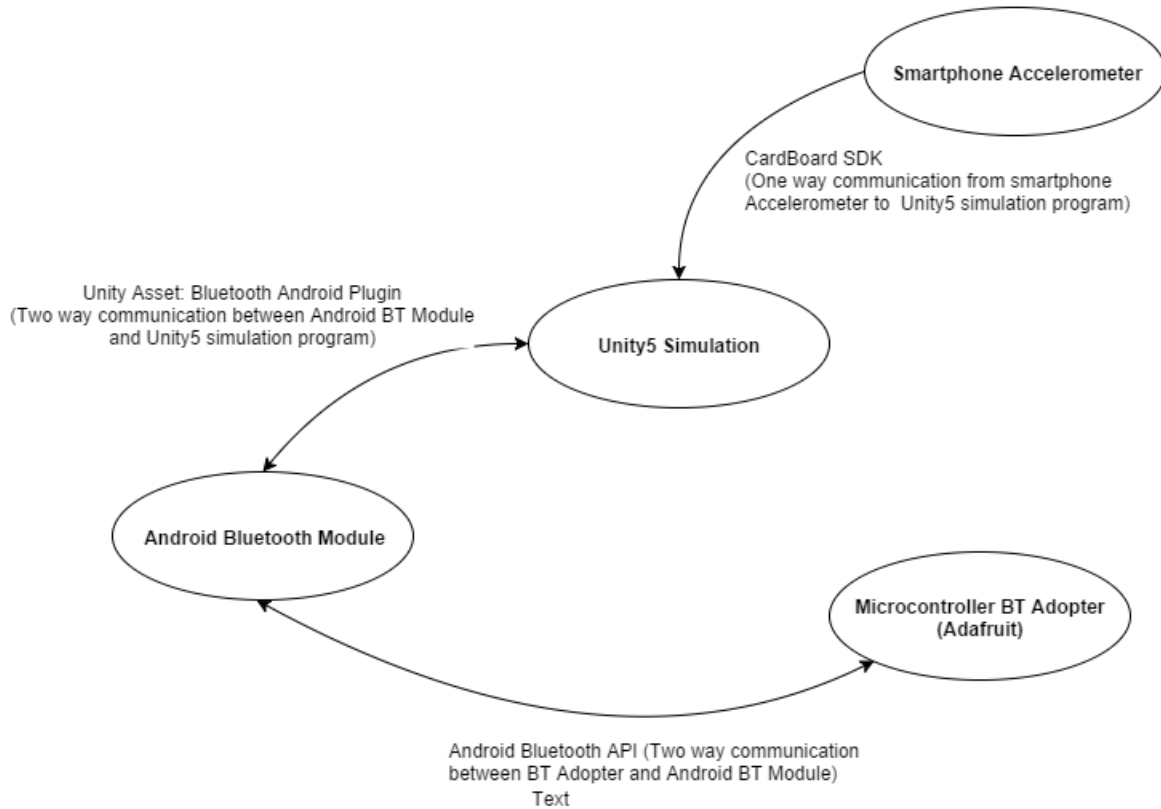 Smartphone Accelerometer
CardBoard SDK
(One way communication from smartphone
Accelerometer to Unity5 simulation program)
Unity Asset: Bluetooth Android Plugin
(Two way communication between Android BT Module
and Unity5 simulation program)
Unity5 Simulation
Android Bluetooth Module
Microcontroller BT Adopter
(Adafruit)
Android Bluetooth API (Two way communication
between BT Adopter and Android BT Module)
Text